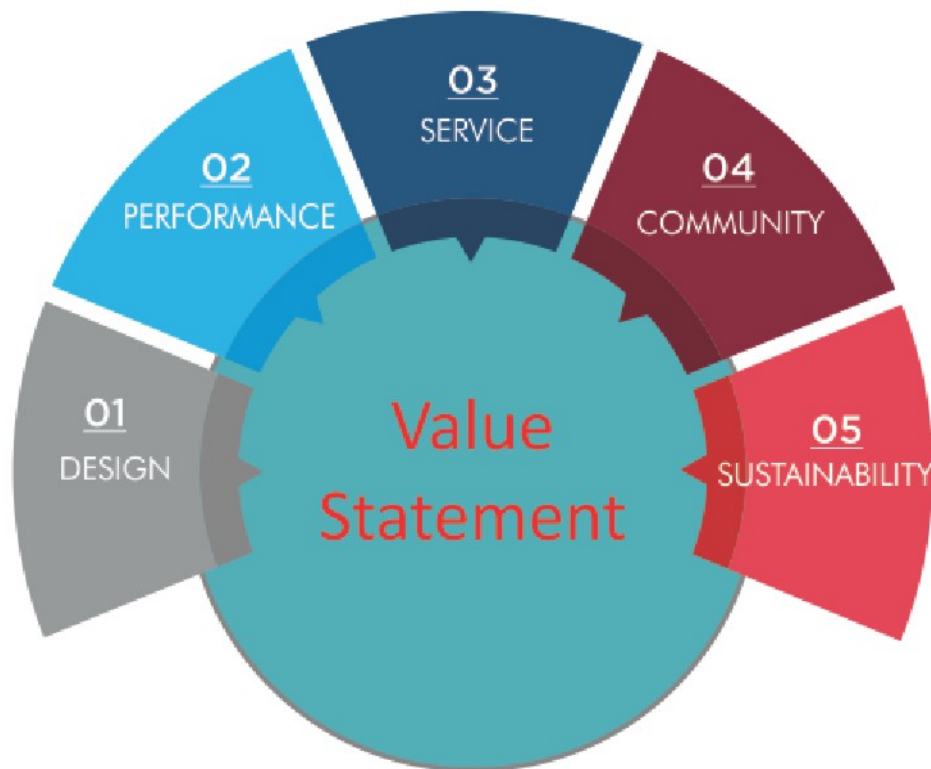 01
DESIGN
02
PERFORMANCE
03
SERVICE
04
COMMUNITY
05
SUSTAINABILITY
Value
Statement